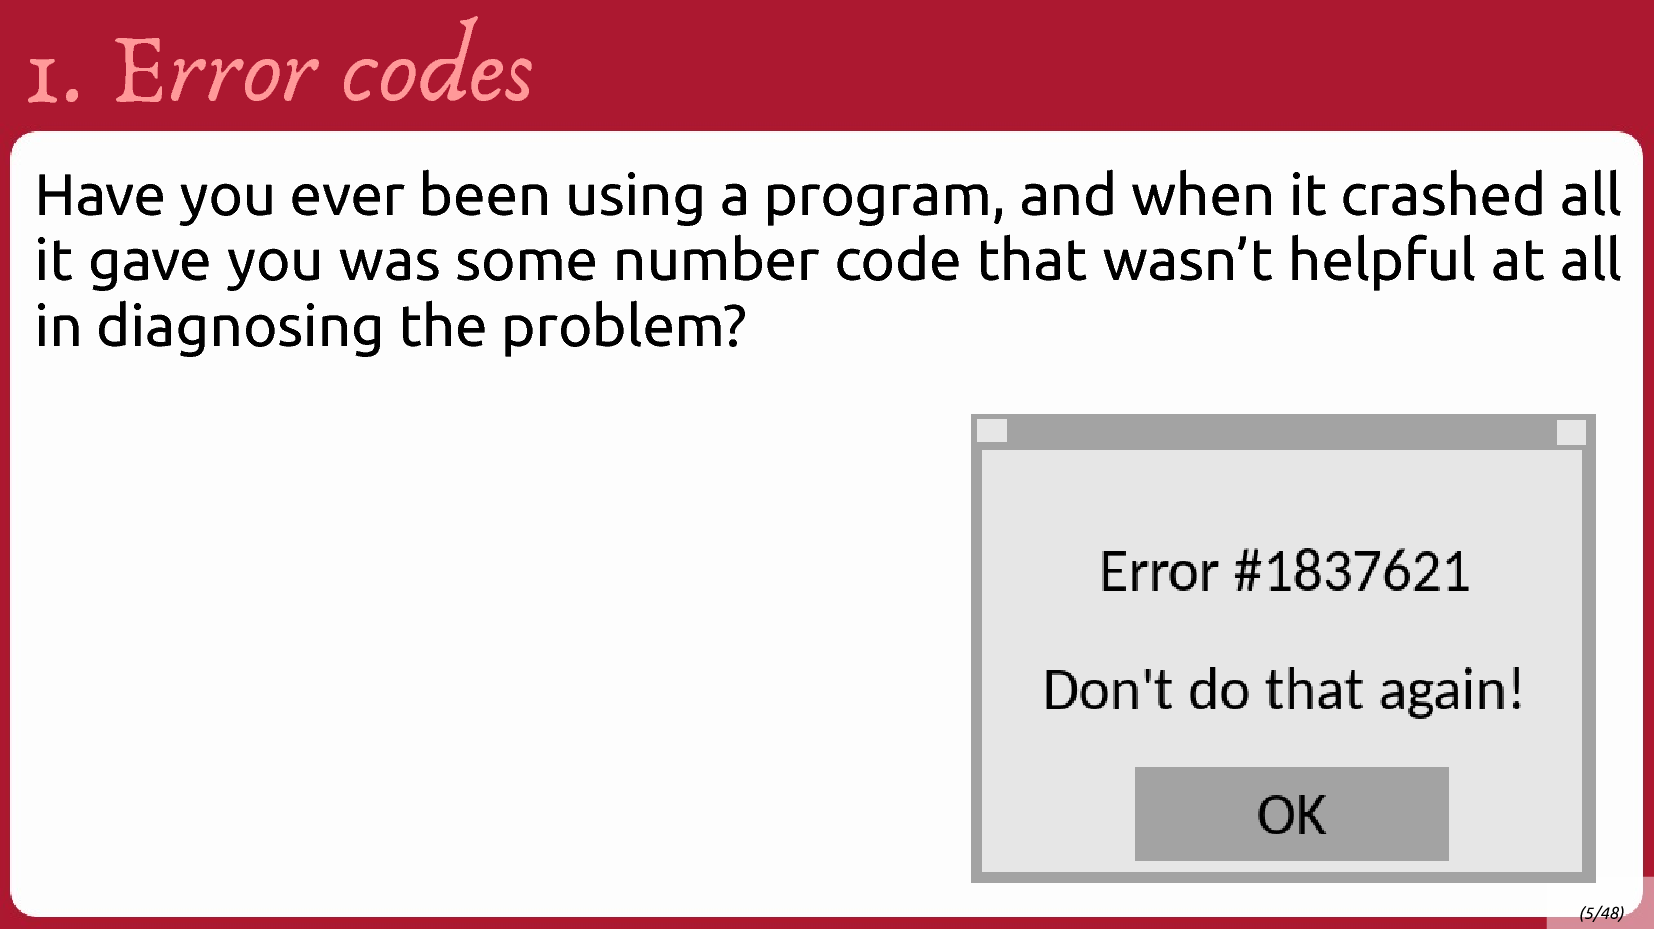 1. Error codes
Have you ever been using a program, and when it crashed all
it gave you was some number code that wasn’t helpful at all
in diagnosing the problem?
Error #1837621
Don't do that again!
OK
(5/48)